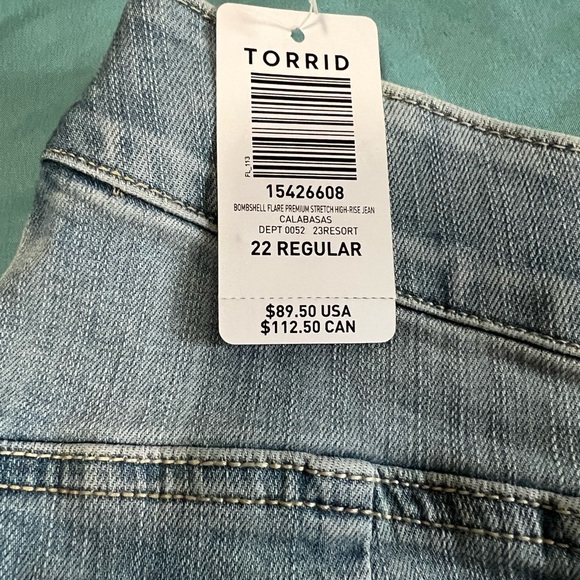 TORRID
FL_113
15426608
BOMBSHELL FLARE PREMIUM STRETCH HIGH-RISE JEAN
CALABASAS
DEPT 0052 23RESORT
22 REGULAR
$89.50 USA
$112.50 CAN